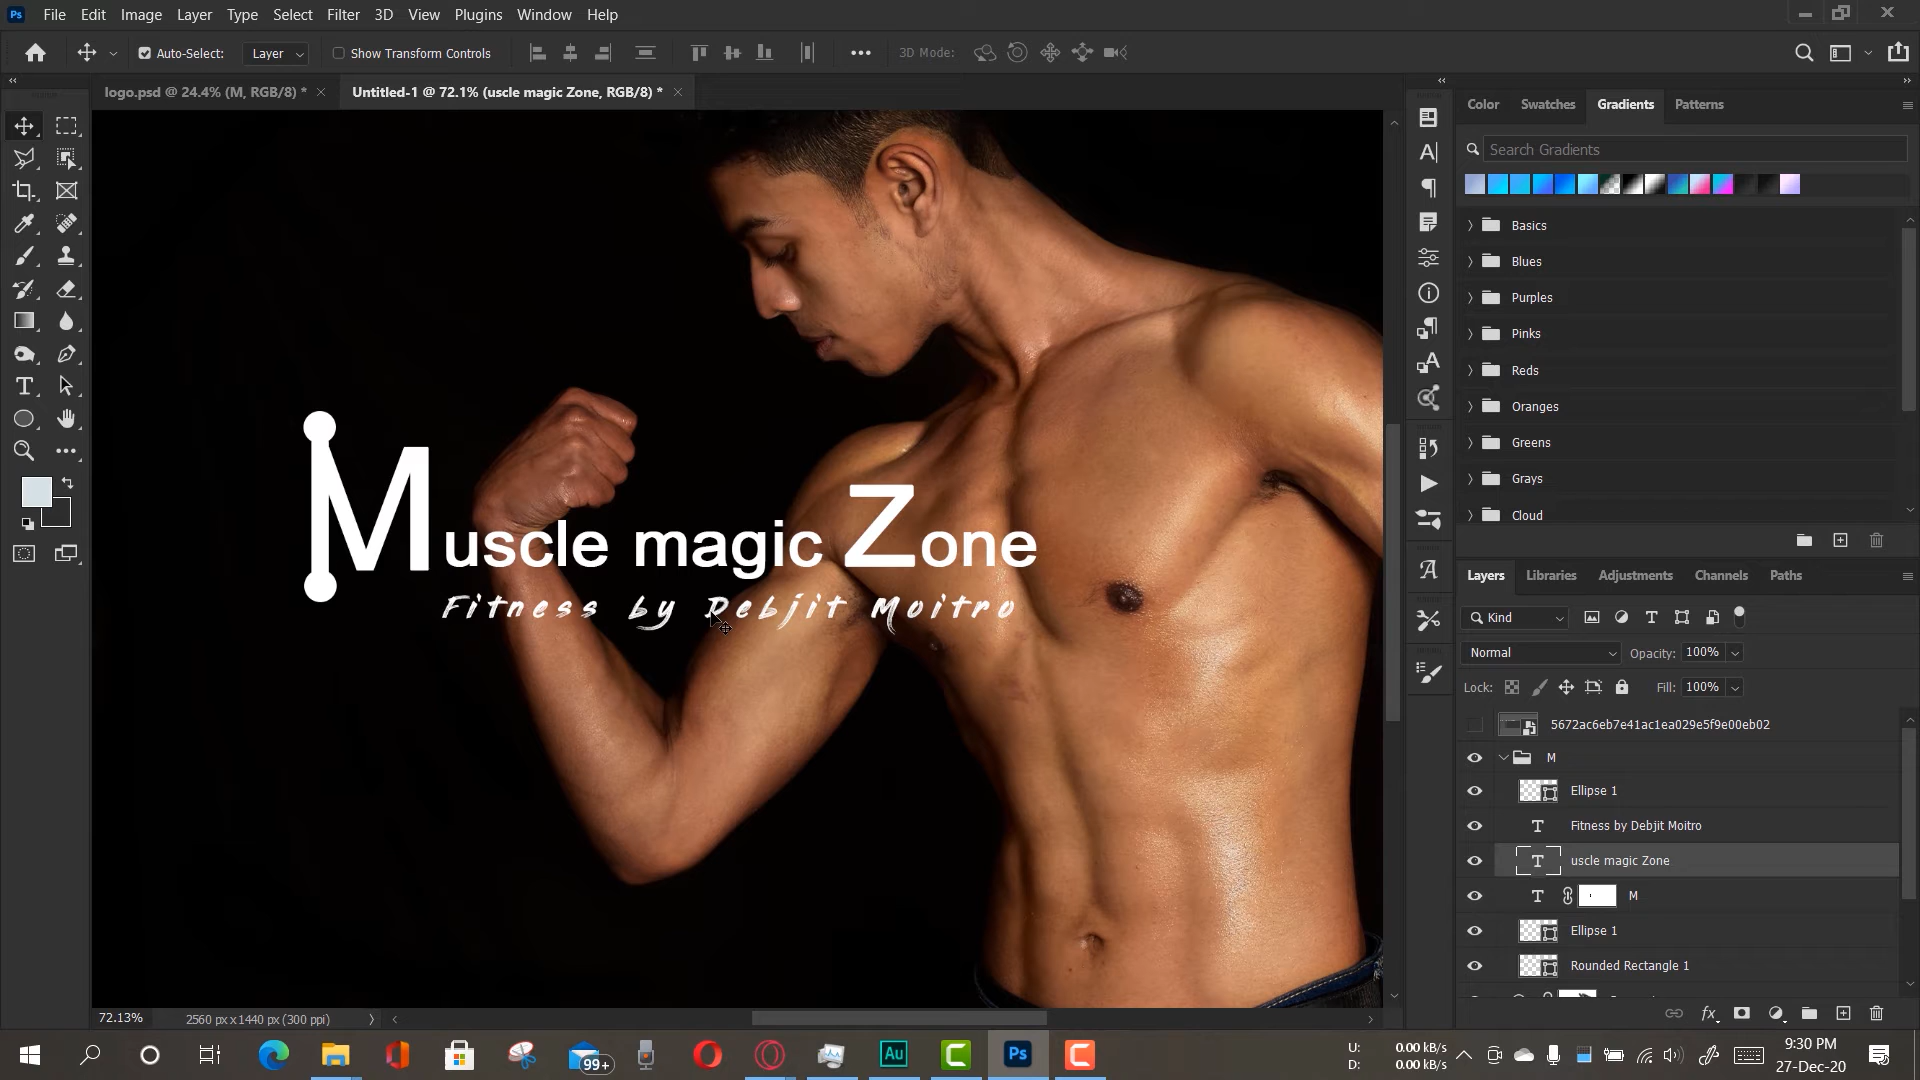 Ps File Edit Image Layer Type Select Filter 3D View Plugins Window Help
Auto-Select: Layer Show Transform Controls 3D Mode:
logo.psd @ 24.4% (M, RGB/8) * Untitled-1 @ 72.1% (uscle magic Zone, RGB/8) *
Color Swatches Gradients Patterns
Search Gradients
Basics
Blues
Purples
Pinks
Reds
Oranges
Greens
Grays
Cloud
Muscle magic Zone
Fitness by Debjit Moitro
Layers Libraries Adjustments Channels Paths
Kind
Normal Opacity: 100%
Lock: Fill: 100%
5672ac6eb7e41ac1ea029e5f9e00eb02
M
Ellipse 1
Fitness by Debjit Moitro
uscle magic Zone
M
Ellipse 1
Rounded Rectangle 1
72.13% 2560 px x 1440 px (300 ppi)
99+ Au Ps
U: 0.00 kB/s
D: 0.00 kB/s
9:30 PM
27-Dec-20